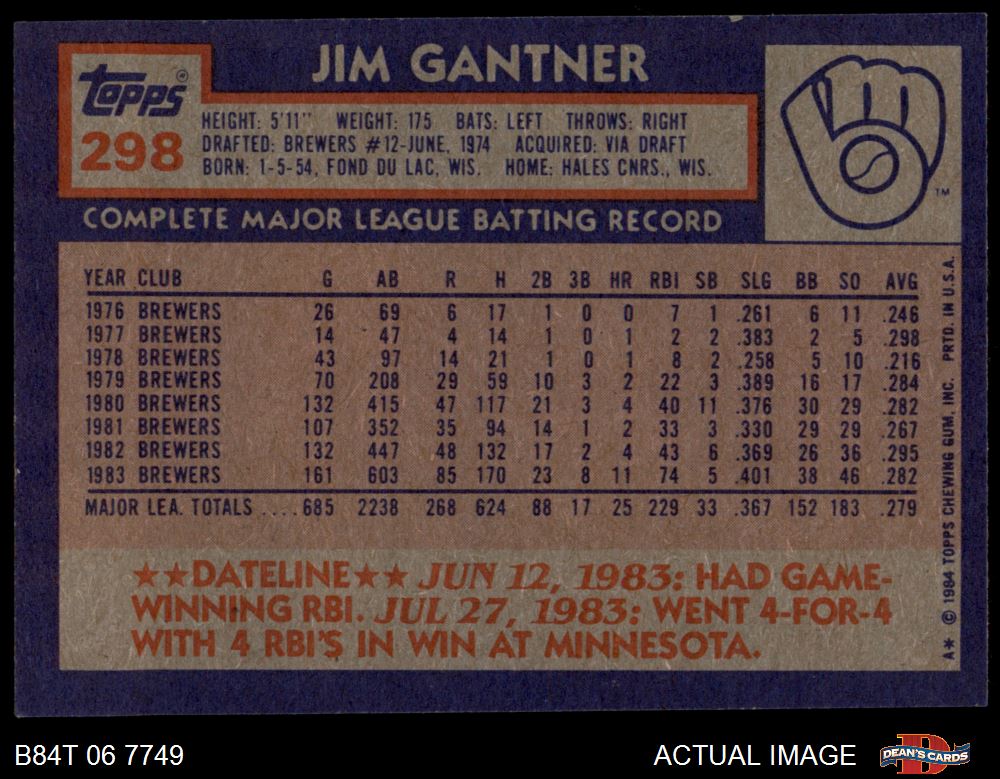 JIM GANTNER
topps®
298
HEIGHT: 5'11" WEIGHT: 175 BATS: LEFT THROWS: RIGHT
DRAFTED: BREWERS #12-JUNE, 1974 ACQUIRED: VIA DRAFT
BORN: 1-5-54, FOND DU LAC, WIS. HOME: HALES CNRS., WIS.
TM
COMPLETE MAJOR LEAGUE BATTING RECORD
YEAR CLUB G AB R H 2B 3B HR RBI SB SLG BB SO AVG
1976 BREWERS 26 69 6 17 1 0 0 7 1 .261 6 11 .246
1977 BREWERS 14 47 4 14 1 0 1 2 2 .383 2 5 .298
1978 BREWERS 43 97 14 21 1 0 1 8 2 .258 5 10 .216
1979 BREWERS 70 208 29 59 10 3 2 22 3 .389 16 17 .284
1980 BREWERS 132 415 47 117 21 3 4 40 11 .376 30 29 .282
1981 BREWERS 107 352 35 94 14 1 2 33 3 .330 29 29 .267
1982 BREWERS 132 447 48 132 17 2 4 43 6 .369 26 36 .295
1983 BREWERS 161 603 85 170 23 8 11 74 5 .401 38 46 .282
MAJOR LEA. TOTALS ....685 2238 268 624 88 17 25 229 33 .367 152 183 .279
★★DATELINE★★ JUN 12, 1983: HAD GAME-
WINNING RBI. JUL 27, 1983: WENT 4-FOR-4
WITH 4 RBI'S IN WIN AT MINNESOTA.
A* © 1984 TOPPS CHEWING GUM, INC. PRTD. IN U.S.A.
B84T 06 7749
ACTUAL IMAGE
DEAN'S CARDS